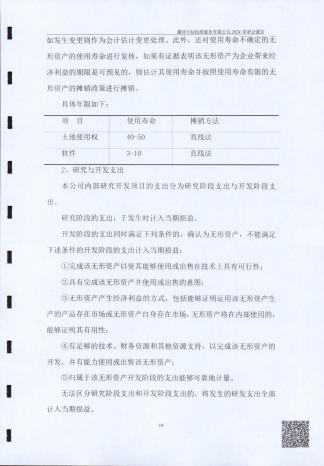 如发生变更则作为会计估计变更处理。此外，还对使用寿命不确定的无
形资产的使用寿命进行复核，如果有证据表明该无形资产为企业带来经
济利益的期限是可预见的，则估计其使用寿命并按照使用寿命有限的无
形资产的摊销政策进行摊销。
具体年限如下：
项 目 使用寿命 摊销方法
土地使用权 40-50 直线法
软件 3-10 直线法
2、研究与开发支出
本公司内部研究开发项目的支出分为研究阶段支出与开发阶段支
出。
研究阶段的支出，于发生时计入当期损益。
开发阶段的支出同时满足下列条件的，确认为无形资产，不能满足
下述条件的开发阶段的支出计入当期损益：
①完成该无形资产以使其能够使用或出售在技术上具有可行性；
②具有完成该无形资产并使用或出售的意图；
③无形资产产生经济利益的方式，包括能够证明运用该无形资产生
产的产品存在市场或无形资产自身存在市场，无形资产将在内部使用的，
能够证明其有用性；
④有足够的技术、财务资源和其他资源支持，以完成该无形资产的
开发，并有能力使用或出售该无形资产；
⑤归属于该无形资产开发阶段的支出能够可靠地计量。
无法区分研究阶段支出和开发阶段支出的，将发生的研发支出全部
计入当期损益。